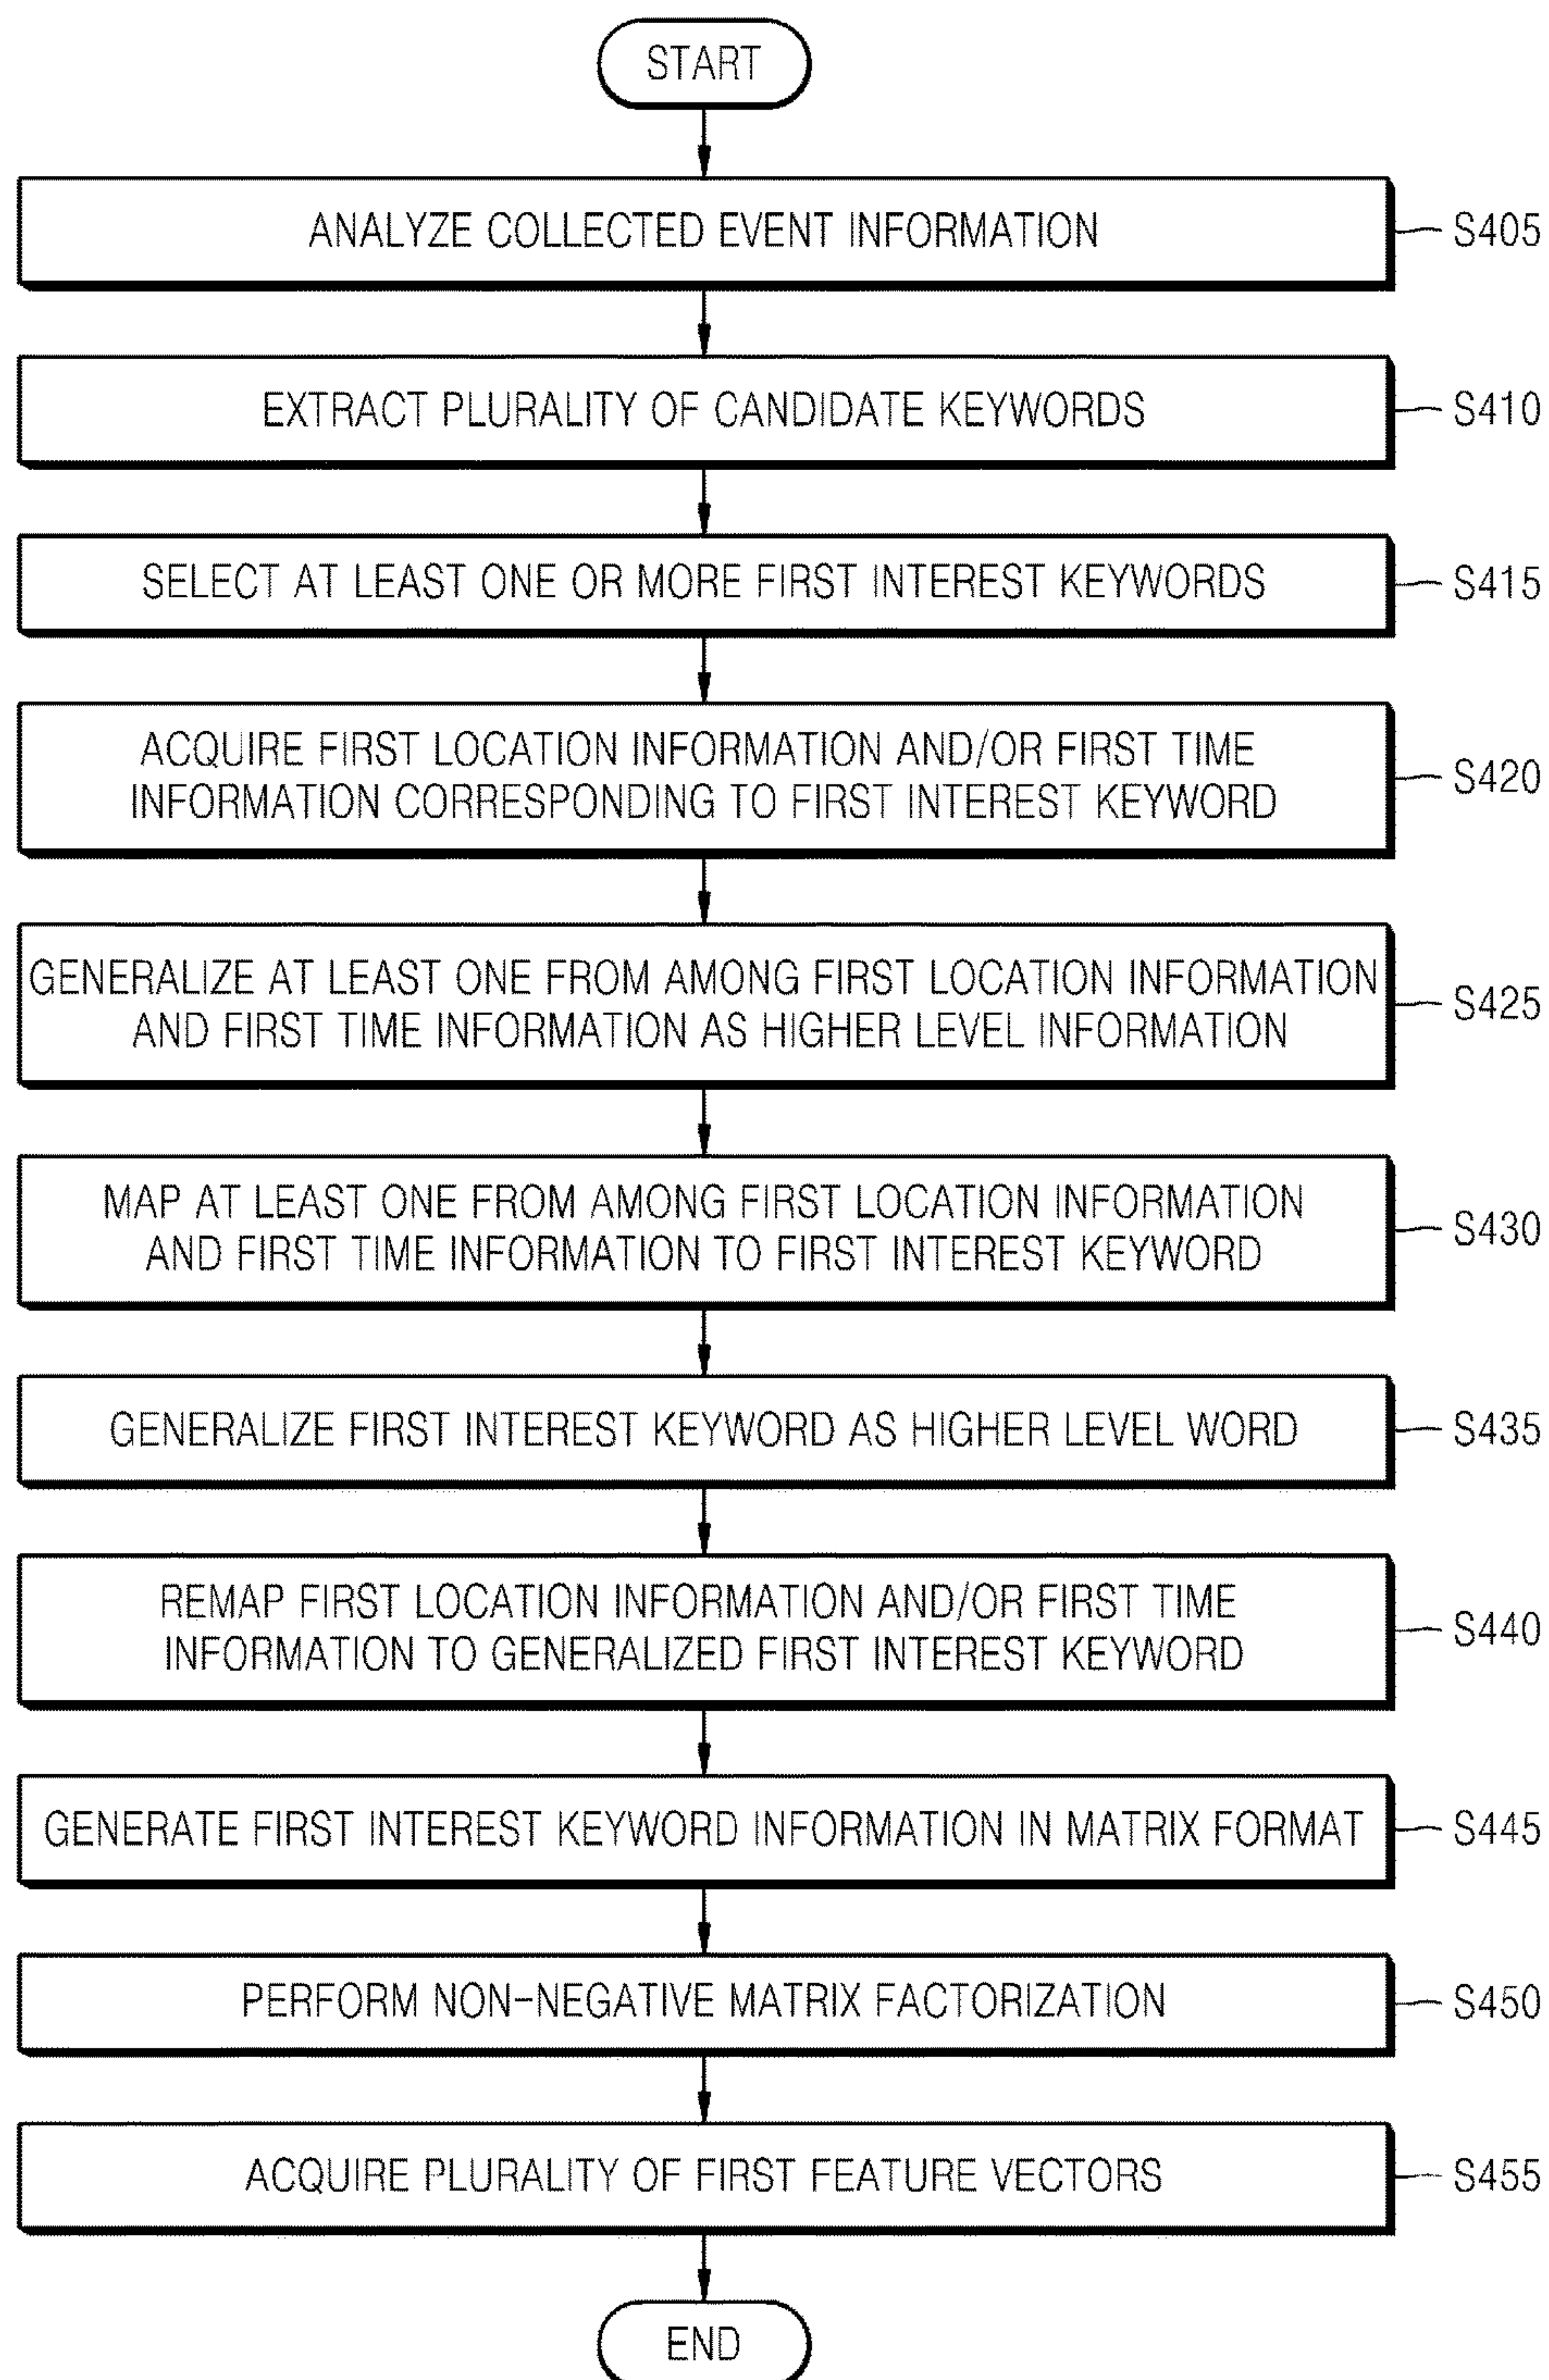 START
ANALYZE COLLECTED EVENT INFORMATION
S405
EXTRACT PLURALITY OF CANDIDATE KEYWORDS
S410
SELECT AT LEAST ONE OR MORE FIRST INTEREST KEYWORDS
S415
ACQUIRE FIRST LOCATION INFORMATION AND/OR FIRST TIME
INFORMATION CORRESPONDING TO FIRST INTEREST KEYWORD
S420
GENERALIZE AT LEAST ONE FROM AMONG FIRST LOCATION INFORMATION
AND FIRST TIME INFORMATION AS HIGHER LEVEL INFORMATION
S425
MAP AT LEAST ONE FROM AMONG FIRST LOCATION INFORMATION
AND FIRST TIME INFORMATION TO FIRST INTEREST KEYWORD
S430
GENERALIZE FIRST INTEREST KEYWORD AS HIGHER LEVEL WORD
S435
REMAP FIRST LOCATION INFORMATION AND/OR FIRST TIME
INFORMATION TO GENERALIZED FIRST INTEREST KEYWORD
S440
GENERATE FIRST INTEREST KEYWORD INFORMATION IN MATRIX FORMAT
S445
PERFORM NON-NEGATIVE MATRIX FACTORIZATION
S450
ACQUIRE PLURALITY OF FIRST FEATURE VECTORS
S455
END